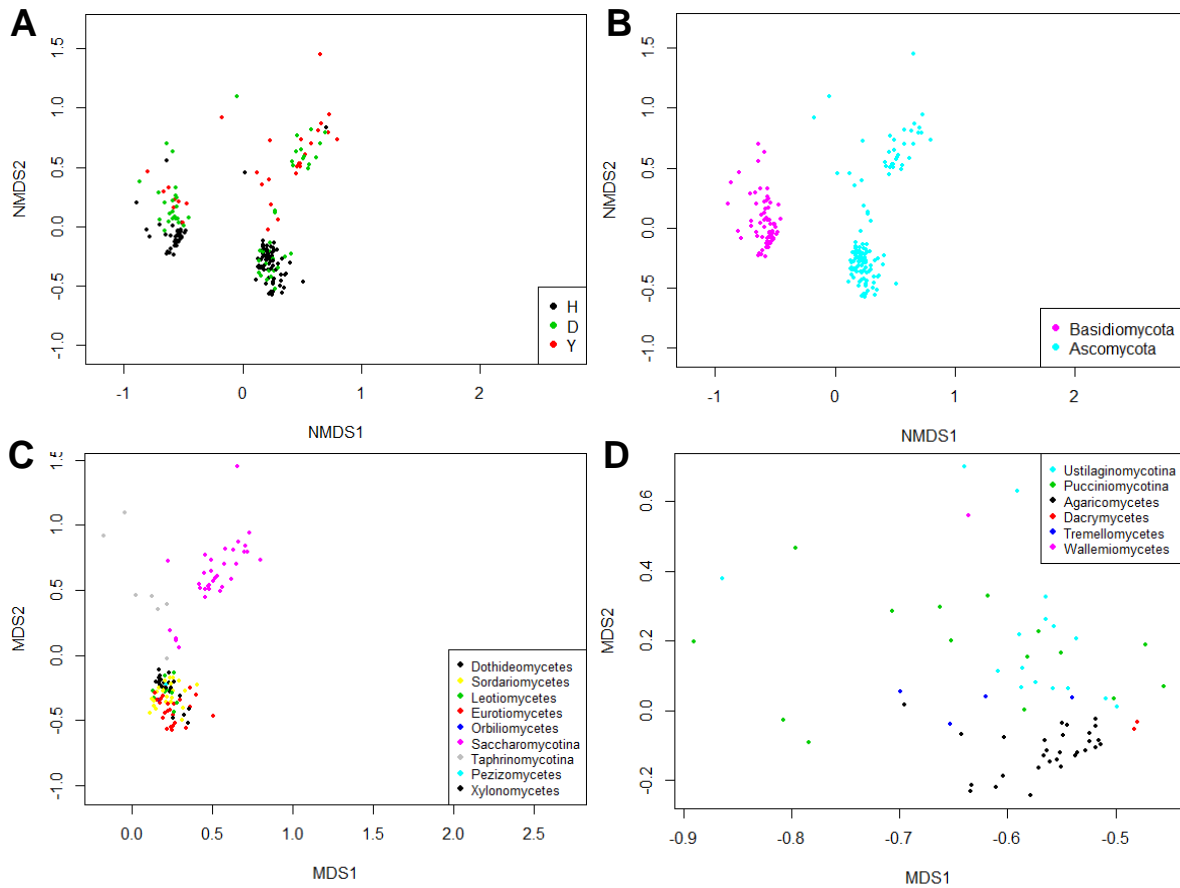 A
1.5
1.0
0.5
0.0
-0.5
-1.0
NMDS2
-1 0 1 2
NMDS1
H
D
Y
B
1.5
1.0
0.5
0.0
-0.5
-1.0
NMDS2
-1 0 1 2
NMDS1
Basidiomycota
Ascomycota
C
1.5
1.0
0.5
0.0
-0.5
-1.0
MDS2
0.0 0.5 1.0 1.5 2.0 2.5
MDS1
Dothideomycetes
Sordariomycetes
Leotiomycetes
Eurotiomycetes
Orbiliomycetes
Saccharomycotina
Taphrinomycotina
Pezizomycetes
Xylonomycetes
D
0.6
0.4
0.2
0.0
-0.2
MDS2
-0.9 -0.8 -0.7 -0.6 -0.5
MDS1
Ustilaginomycotina
Pucciniomycotina
Agaricomycetes
Dacrymycetes
Tremellomycetes
Wallemiomycetes